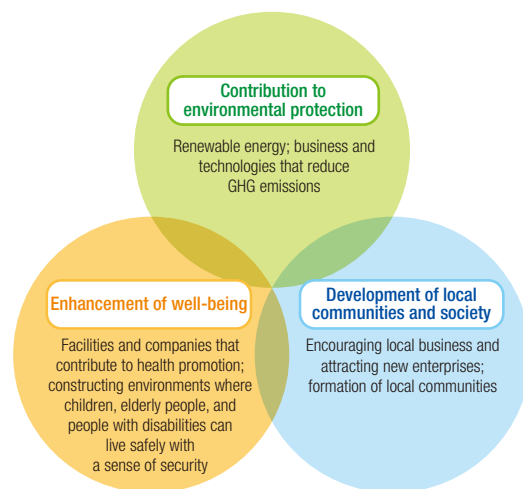 Contribution to
environmental protection
Renewable energy; business and
technologies that reduce
GHG emissions
Enhancement of well-being
Facilities and companies that
contribute to health promotion;
constructing environments where
children, elderly people, and
people with disabilities can
live safely with
a sense of security
Development of local
communities and society
Encouraging local business and
attracting new enterprises;
formation of local communities